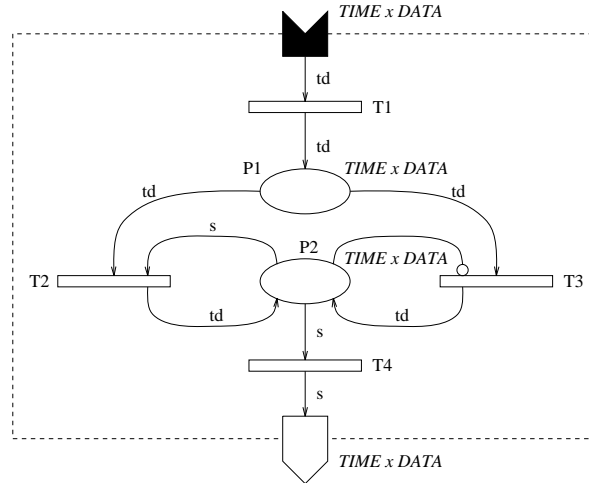 TIME x DATA
td
T1
td
P1
TIME x DATA
td
td
s
P2
TIME x DATA
T2
T3
td
td
s
T4
s
TIME x DATA